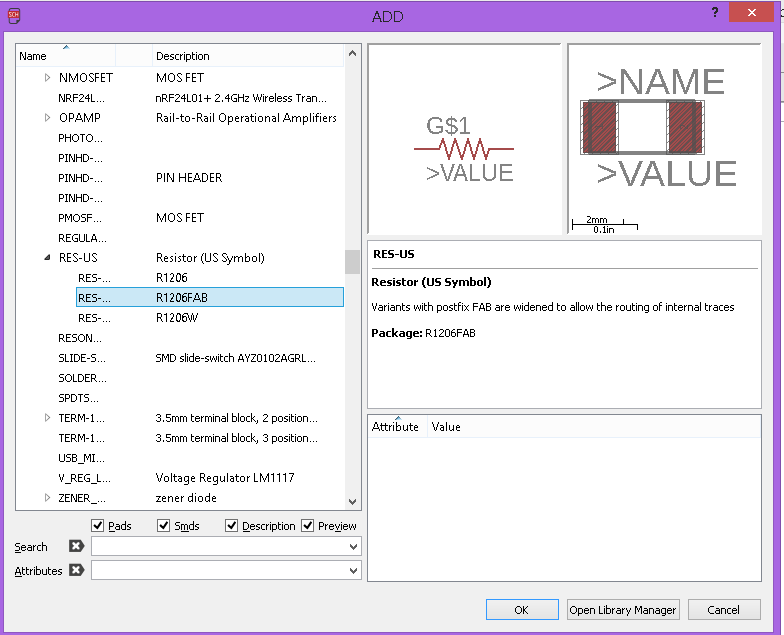 ADD
?
Name Description
NMOSFET MOS FET
NRF24L... nRF24L01+ 2.4GHz Wireless Tran...
OPAMP Rail-to-Rail Operational Amplifiers
PHOTO...
PINHD-...
PINHD-... PIN HEADER
PINHD-...
PMOSF... MOS FET
REGULA...
RES-US Resistor (US Symbol)
RES-... R1206
RES-... R1206FAB
RES-... R1206W
RESON...
SLIDE-S... SMD slide-switch AYZ0102AGRL...
SOLDER...
SPDTS...
TERM-1... 3.5mm terminal block, 2 position...
TERM-1... 3.5mm terminal block, 3 position...
USB_MI...
V_REG_L... Voltage Regulator LM1117
ZENER_... zener diode
Pads Smds Description Preview
Search
Attributes
G$1
>VALUE
>NAME
>VALUE
2mm
0.1in
RES-US
Resistor (US Symbol)
Variants with postfix FAB are widened to allow the routing of internal traces
Package: R1206FAB
Attribute Value
OK Open Library Manager Cancel